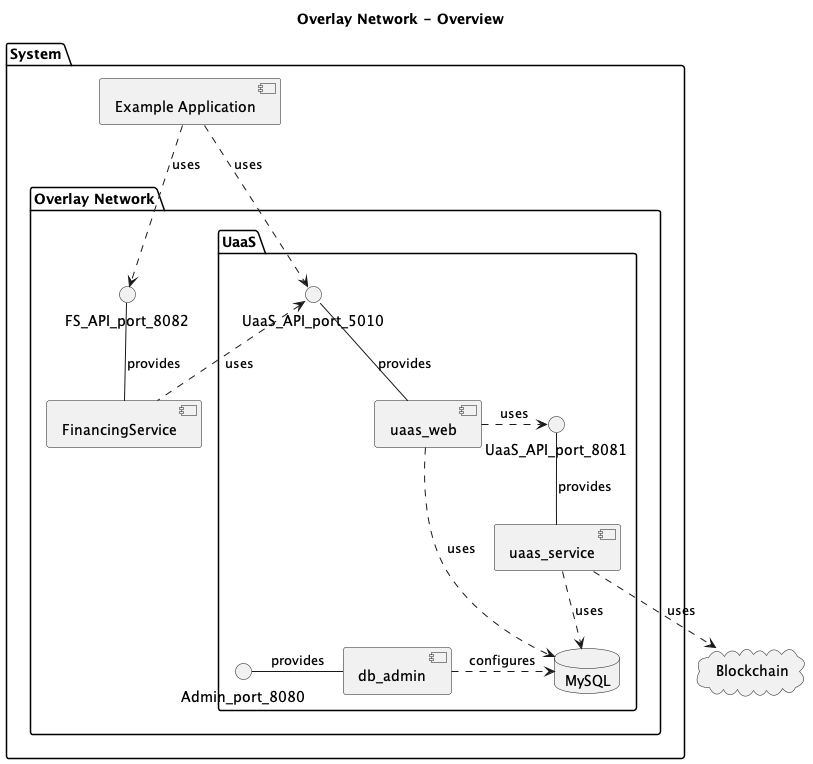 Overlay Network - Overview
System
Example Application
uses
uses
Overlay Network
UaaS
FS_API_port_8082
UaaS_API_port_5010
provides
uses
provides
FinancingService
uaas_web
uses
UaaS_API_port_8081
provides
uses
uaas_service
uses
uses
provides
db_admin
configures
MySQL
Blockchain
Admin_port_8080